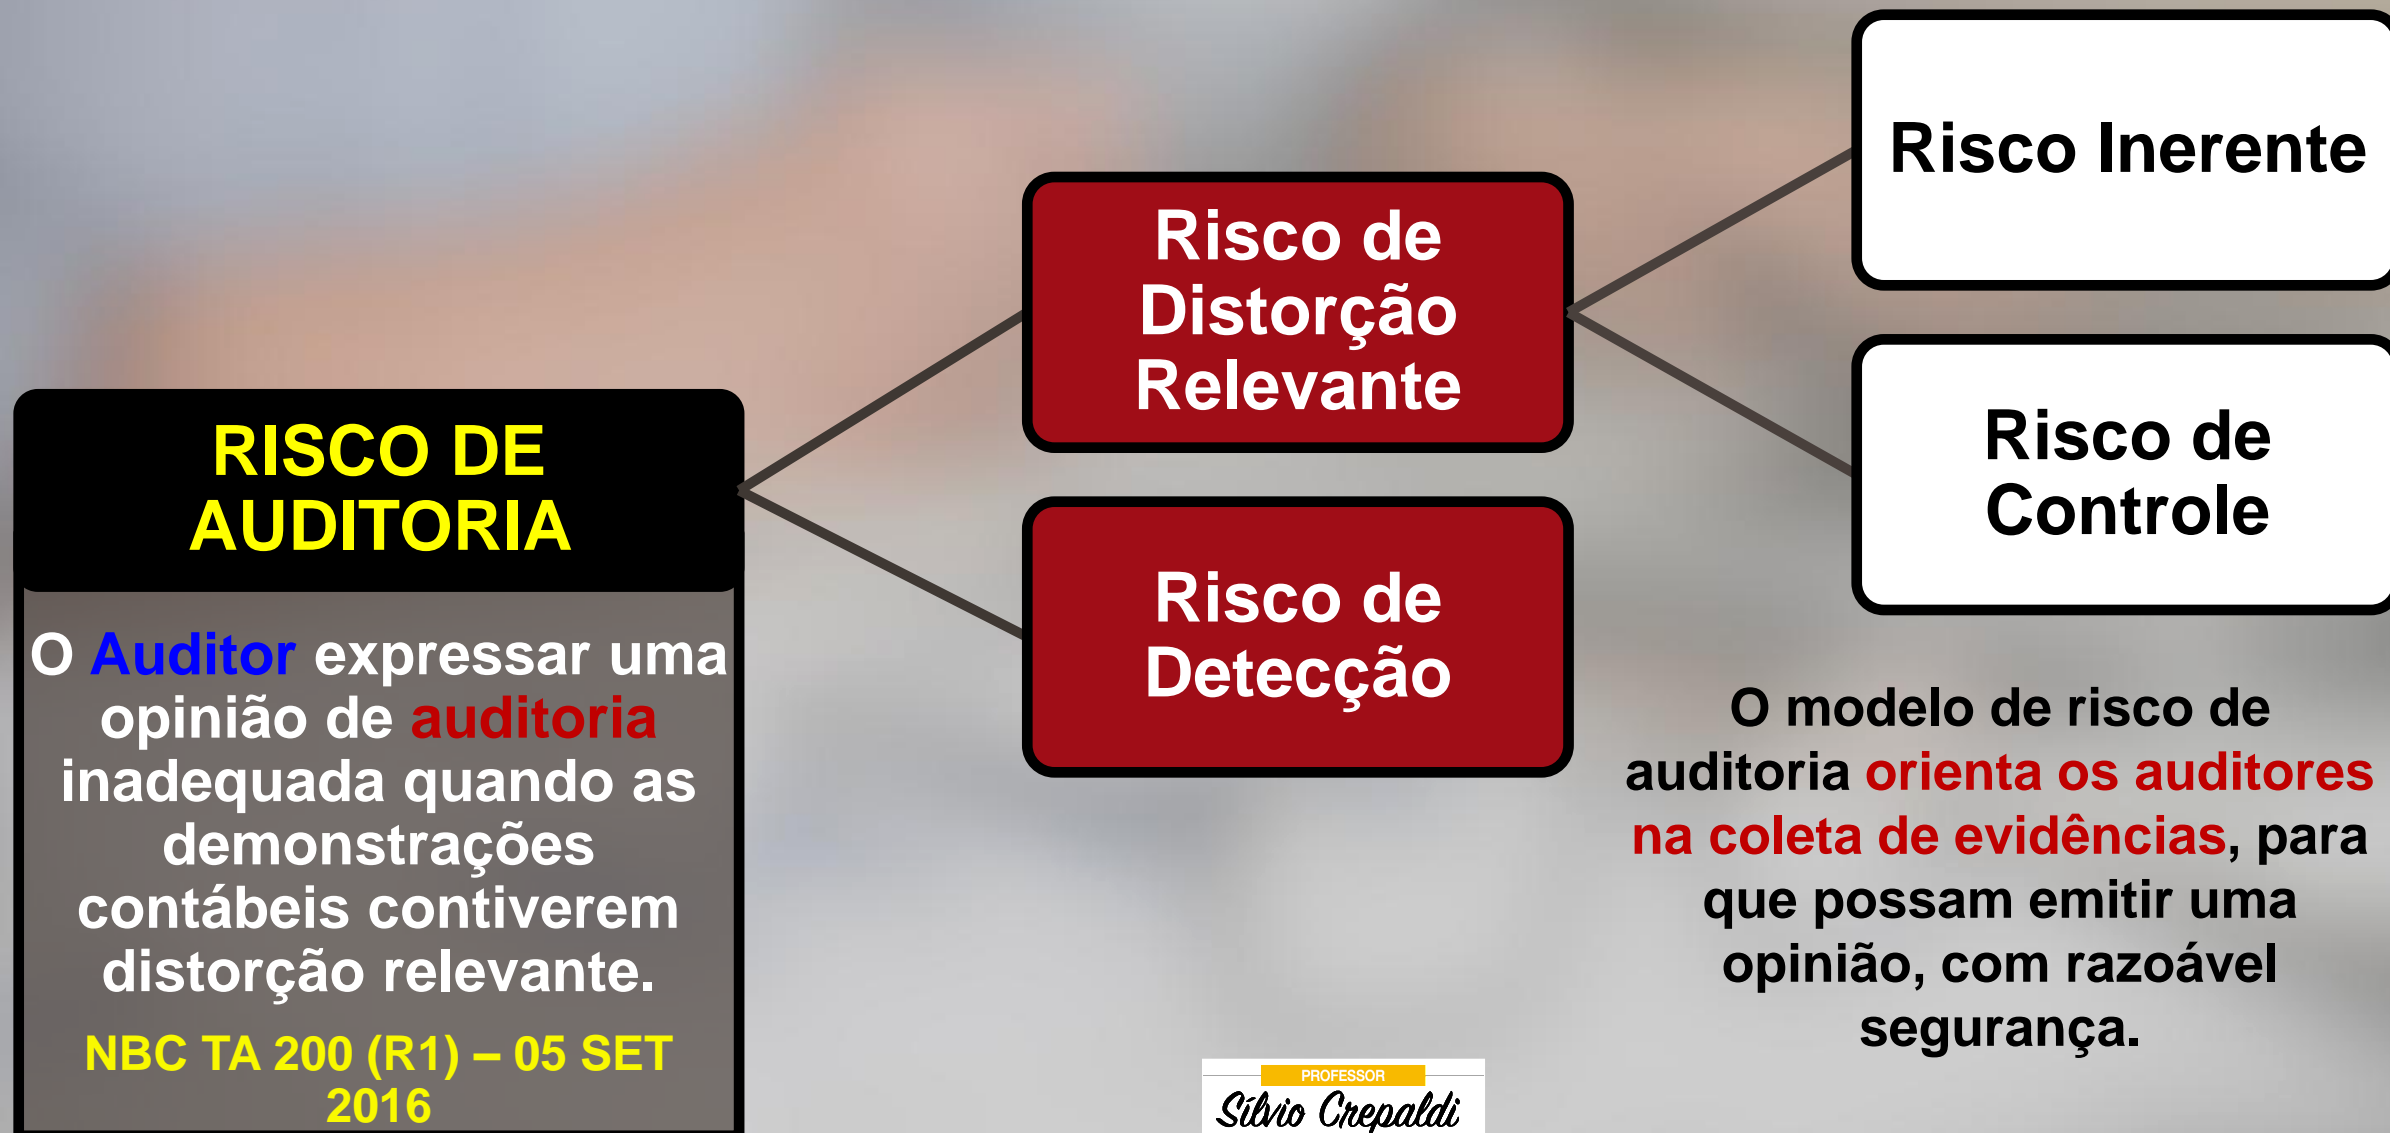 RISCO DE
AUDITORIA
O Auditor expressar uma
opinião de auditoria
inadequada quando as
demonstrações
contábeis contiverem
distorção relevante.
NBC TA 200 (R1) – 05 SET
2016
Risco de
Distorção
Relevante
Risco de
Detecção
Risco Inerente
Risco de
Controle
O modelo de risco de
auditoria orienta os auditores
na coleta de evidências, para
que possam emitir uma
opinião, com razoável
segurança.
PROFESSOR
Sílvio Crepaldi